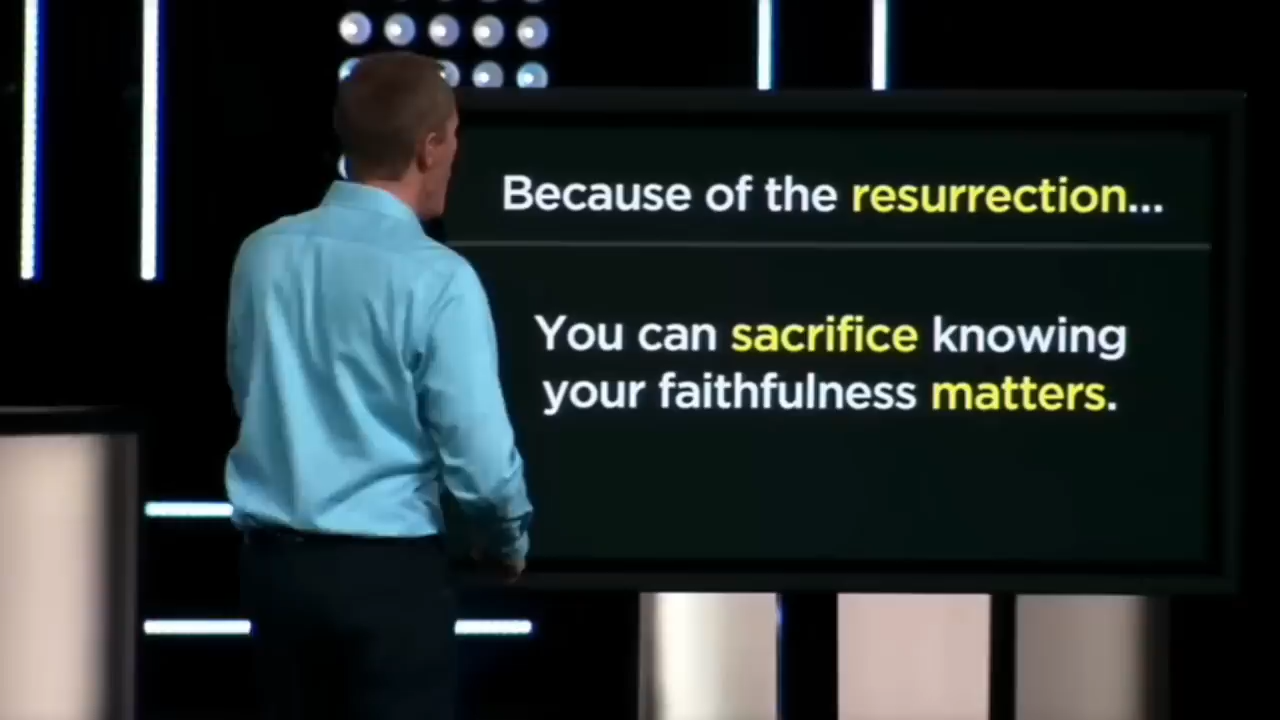 Because of the resurrection...
You can sacrifice knowing
your faithfulness matters.